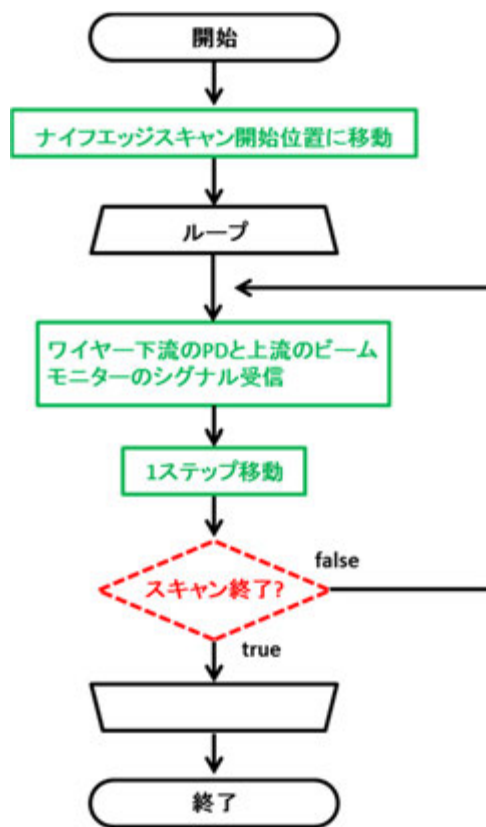 開始
ナイフエッジスキャン開始位置に移動
ループ
ワイヤー下流のPDと上流のビーム
モニターのシグナル受信
1ステップ移動
スキャン終了?
false
true
終了